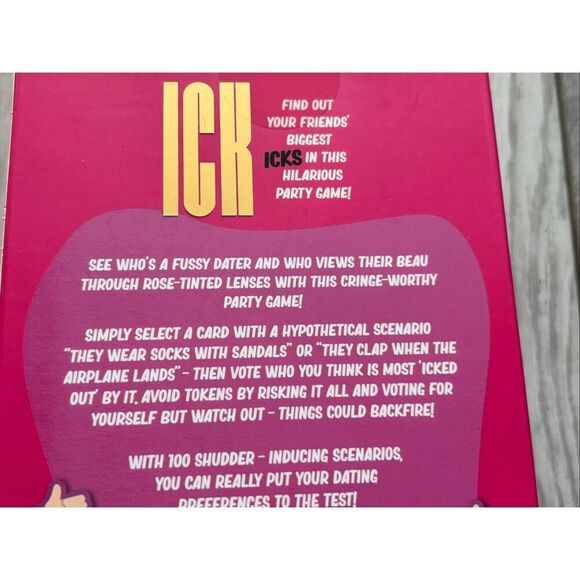 ICK
FIND OUT
YOUR FRIENDS'
BIGGEST
ICKS IN THIS
HILARIOUS
PARTY GAME!
SEE WHO'S A FUSSY DATER AND WHO VIEWS THEIR BEAU
THROUGH ROSE-TINTED LENSES WITH THIS CRINGE-WORTHY
PARTY GAME!
SIMPLY SELECT A CARD WITH A HYPOTHETICAL SCENARIO
"THEY WEAR SOCKS WITH SANDALS" OR "THEY CLAP WHEN THE
AIRPLANE LANDS" - THEN VOTE WHO YOU THINK IS MOST 'ICKED
OUT' BY IT. AVOID TOKENS BY RISKING IT ALL AND VOTING FOR
YOURSELF BUT WATCH OUT - THINGS COULD BACKFIRE!
WITH 100 SHUDDER - INDUCING SCENARIOS,
YOU CAN REALLY PUT YOUR DATING
PREFERENCES TO THE TEST!